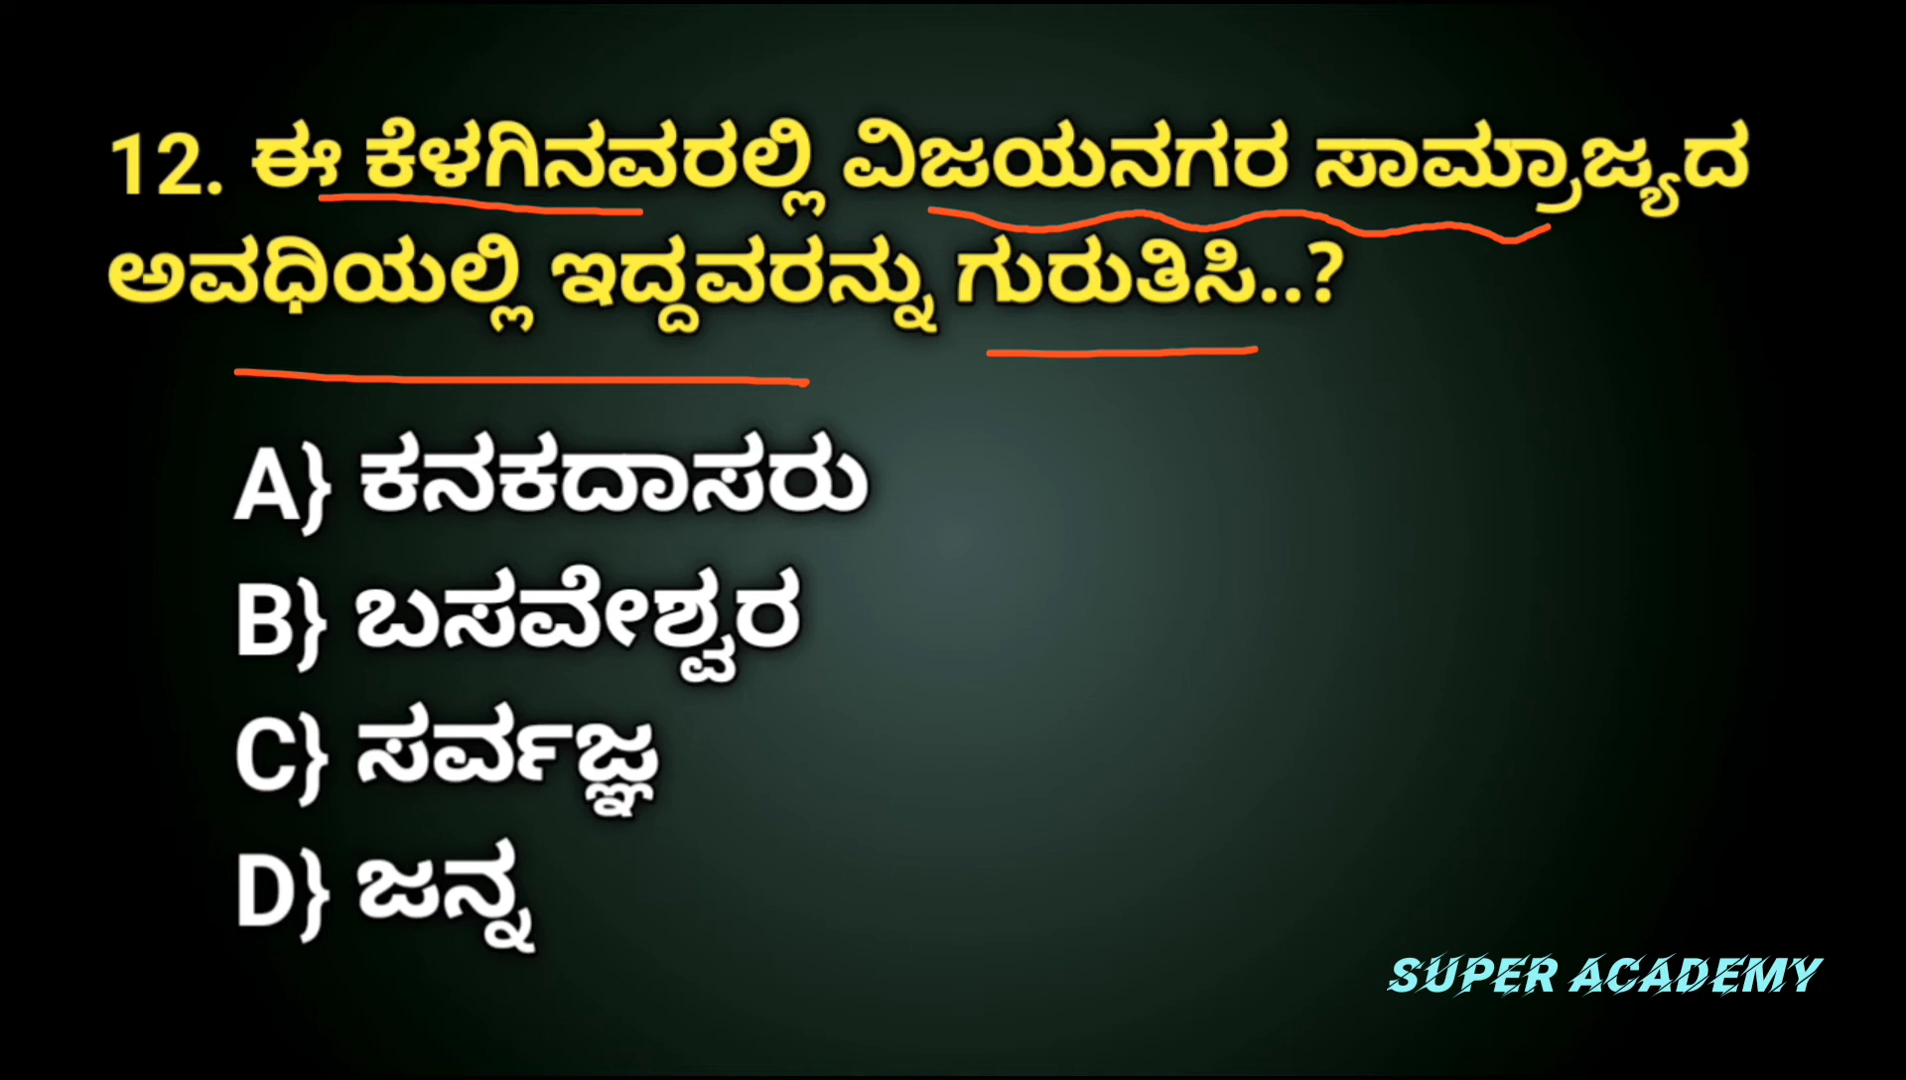 12. ಈ ಕೆಳಗಿನವರಲ್ಲಿ ವಿಜಯನಗರ ಸಾಮ್ರಾಜ್ಯದ
ಅವಧಿಯಲ್ಲಿ ಇದ್ದವರನ್ನು ಗುರುತಿಸಿ..?
A} ಕನಕದಾಸರು
B} ಬಸವೇಶ್ವರ
C} ಸರ್ವಜ್ಞ
D} ಜನ್ನ
SUPER ACADEMY